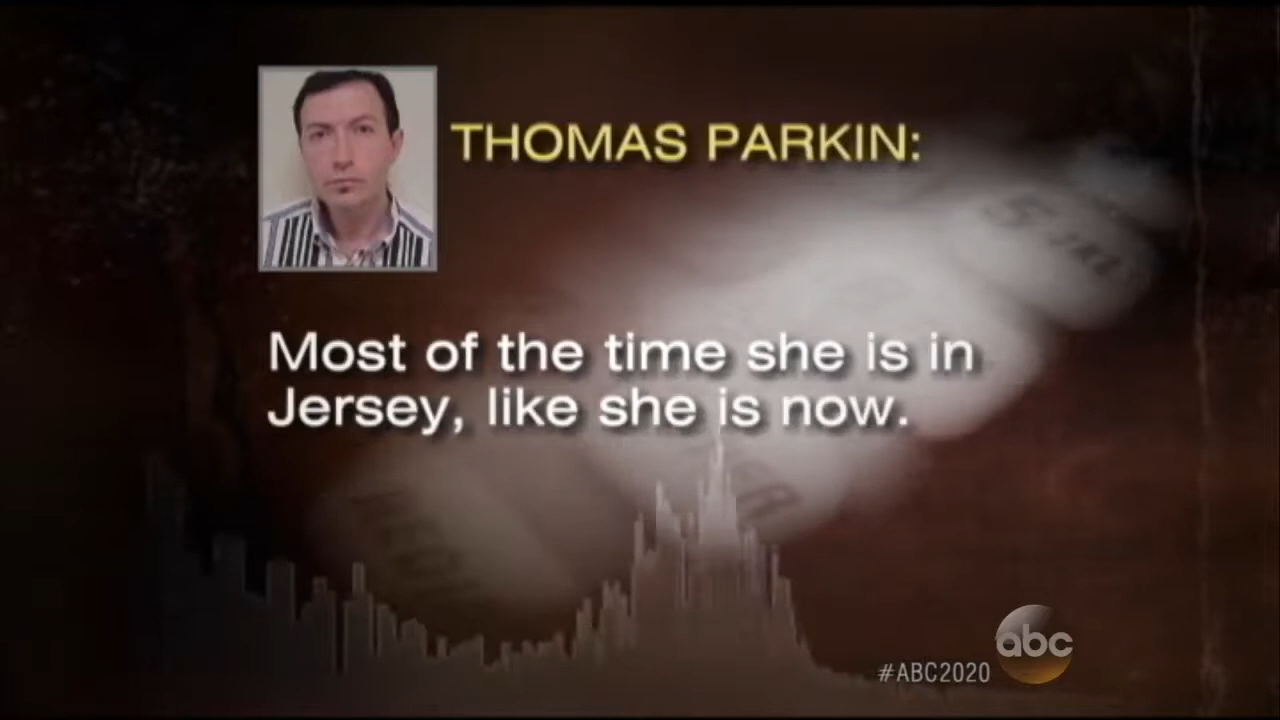 THOMAS PARKIN:
Most of the time she is in
Jersey, like she is now.
#ABC2020
abc